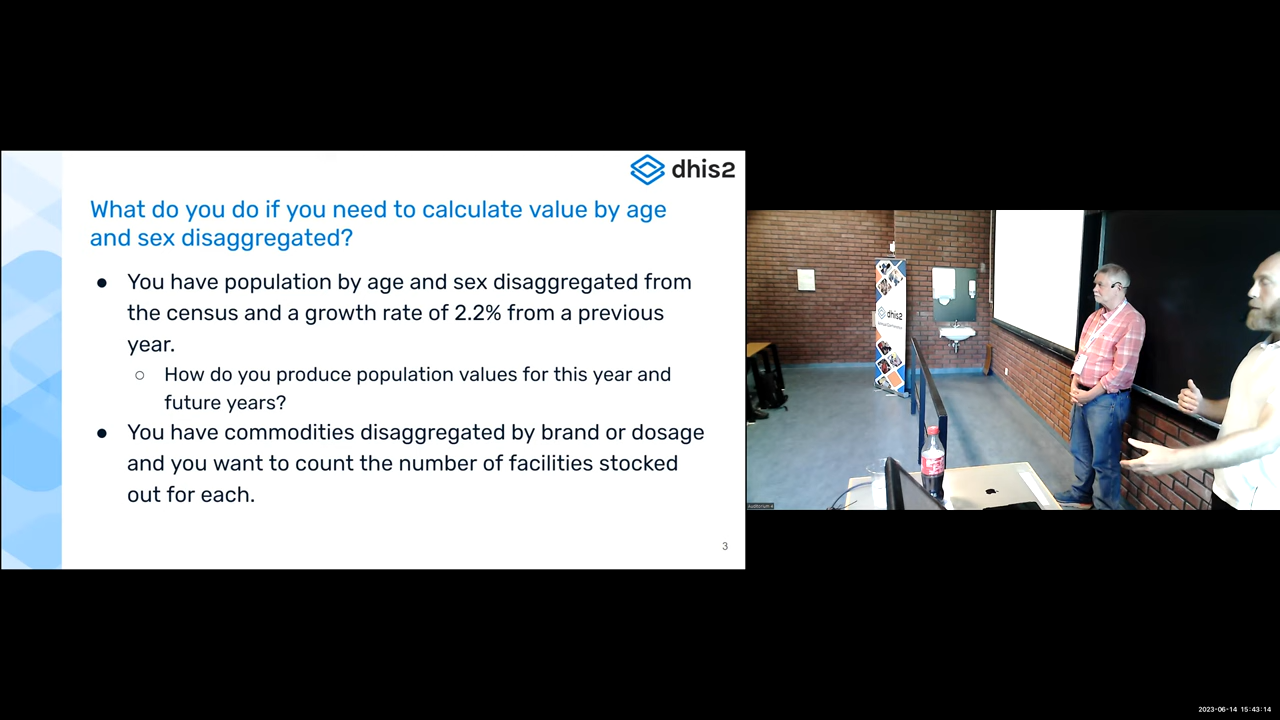 dhis2
What do you do if you need to calculate value by age
and sex disaggregated?
● You have population by age and sex disaggregated from
the census and a growth rate of 2.2% from a previous
year.
○ How do you produce population values for this year and
future years?
● You have commodities disaggregated by brand or dosage
and you want to count the number of facilities stocked
out for each.
3
dhis2
2023-06-14 15:43:14